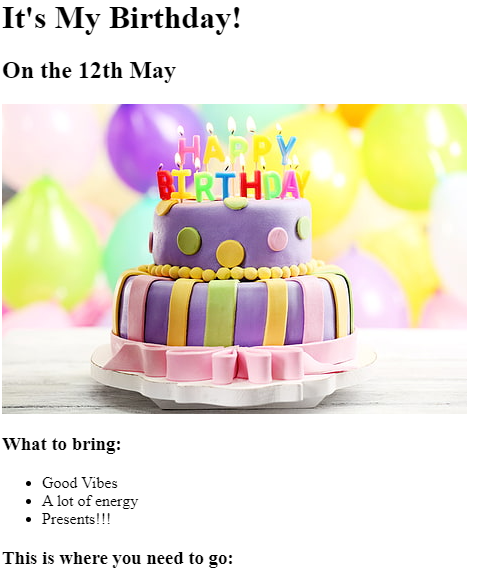 It's My Birthday!
On the 12th May
HAPPY
BIRTHDAY
What to bring:
Good Vibes
A lot of energy
Presents!!!
This is where you need to go: